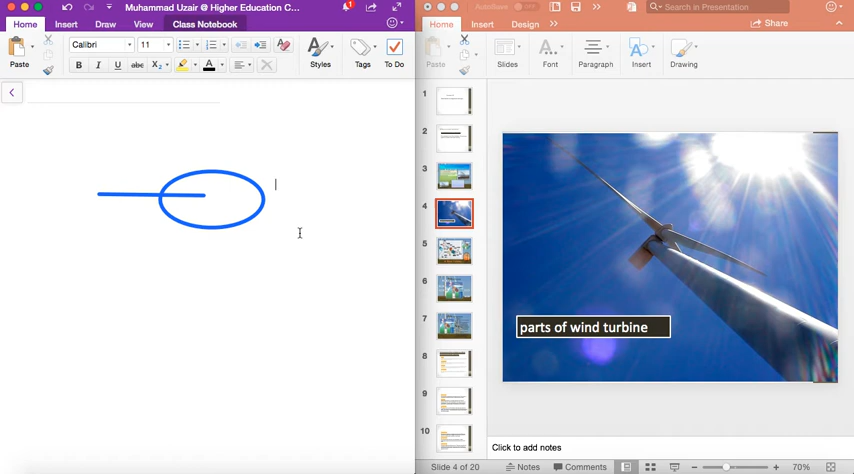 Muhammad Uzair @ Higher Education C...
1
AutoSave OFF
Search in Presentation
Home Insert Draw View Class Notebook
Home Insert Design
Share
Calibri 11
Paste
B I U abc X₂ A
Styles Tags To Do
Paste Slides Font Paragraph Insert Drawing
1
2
3
4
5
6
7
8
9
10
parts of wind turbine
Click to add notes
Slide 4 of 20 Notes Comments 70%